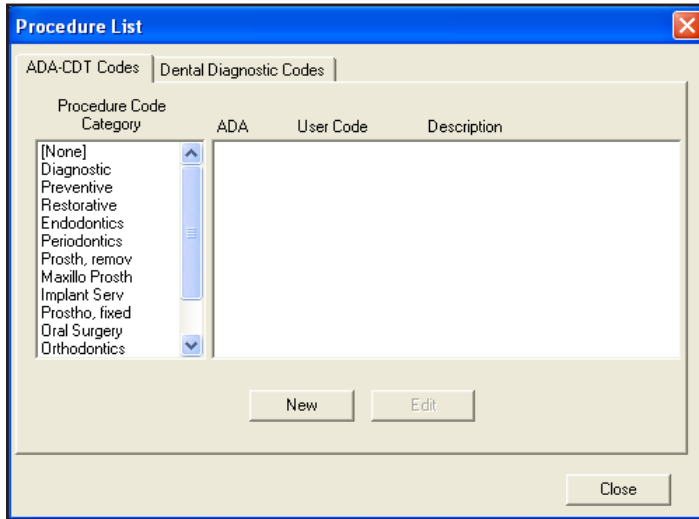 Procedure List
ADA-CDT Codes Dental Diagnostic Codes
Procedure Code
Category ADA User Code Description
[None]
Diagnostic
Preventive
Restorative
Endodontics
Periodontics
Prosth, remov
Maxillo Prosth
Implant Serv
Prostho, fixed
Oral Surgery
Orthodontics
New Edit
Close